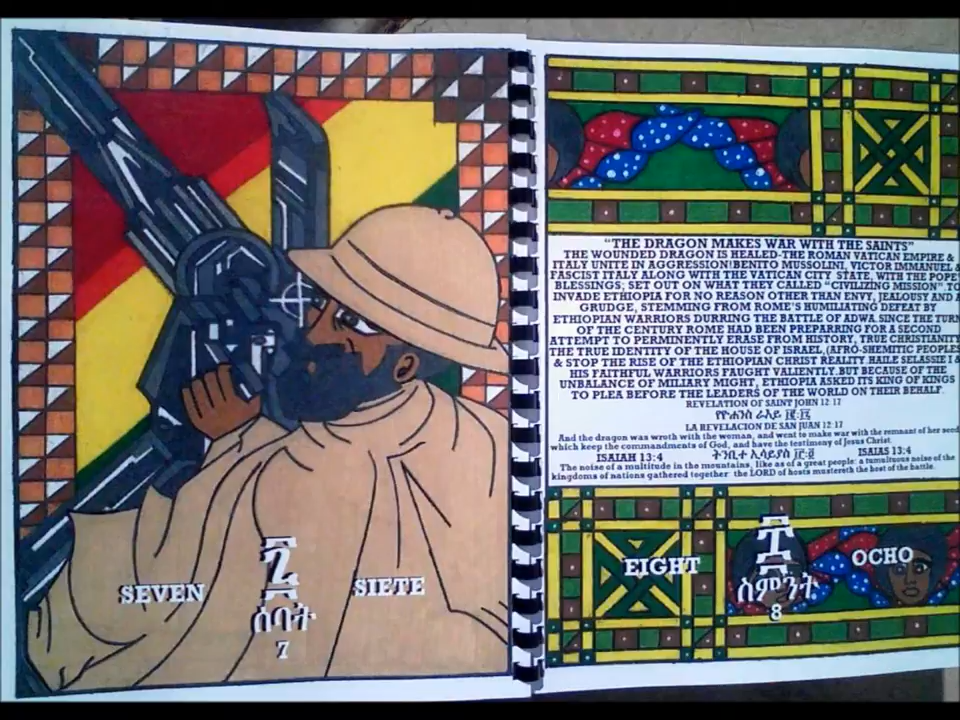 SEVEN ፯ SIETE
ሰባት
7
"THE DRAGON MAKES WAR WITH THE SAINTS"
THE WOUNDED DRAGON IS HEALED-THE ROMAN VATICAN EMPIRE &
ITALY UNITE IN AGGRESSION!BENITO MUSSOLINI, VICTOR IMMANUEL &
FASCIST ITALY ALONG WITH THE VATICAN CITY STATE, WITH THE POPE'
BLESSINGS; SET OUT ON WHAT THEY CALLED "CIVILIZING MISSION" TO
INVADE ETHIOPIA FOR NO REASON OTHER THAN ENVY, JEALOUSY AND A
GRUDGE, STEMMING FROM ROME'S HUMILIATING DEFEAT BY
ETHIOPIAN WARRIORS DURRING THE BATTLE OF ADWA. SINCE THE TURN
OF THE CENTURY ROME HAD BEEN PREPARRING FOR A SECOND
ATTEMPT TO PERMINENTLY ERASE FROM HISTORY, TRUE CHRISTIANITY
THE TRUE IDENTITY OF THE HOUSE OF ISRAEL,(AFRO-SHEMITIC PEOPLES
& STOP THE RISE OF THE ETHIOPIAN CHRIST REALITY HAILE SELASSIE I &
HIS FAITHFUL WARRIORS FAUGHT VALIENTLY.BUT BECAUSE OF THE
UNBALANCE OF MILIARY MIGHT, ETHIOPIA ASKED ITS KING OF KINGS
TO PLEA BEFORE THE LEADERS OF THE WORLD ON THEIR BEHALF.
REVELATION OF SAINT JOHN 12:17
የዮሐንስ ራእይ ፲፪:፲፯
LA REVELACION DE SAN JUAN 12:17
And the dragon was wroth with the woman, and went to make war with the remnant of her seed
which keep the commandments of God, and have the testimony of Jesus Christ.
ISAIAH 13:4 ትንቢተ ኢሳይያስ ፲፫:፬ ISAIAS 13:4
The noise of a multitude in the mountains, like as of a great people: a tumultuous noise of the
kingdoms of nations gathered together the LORD of hosts mustereth the host of the battle.
EIGHT ፰ OCHO
ስምንት
8